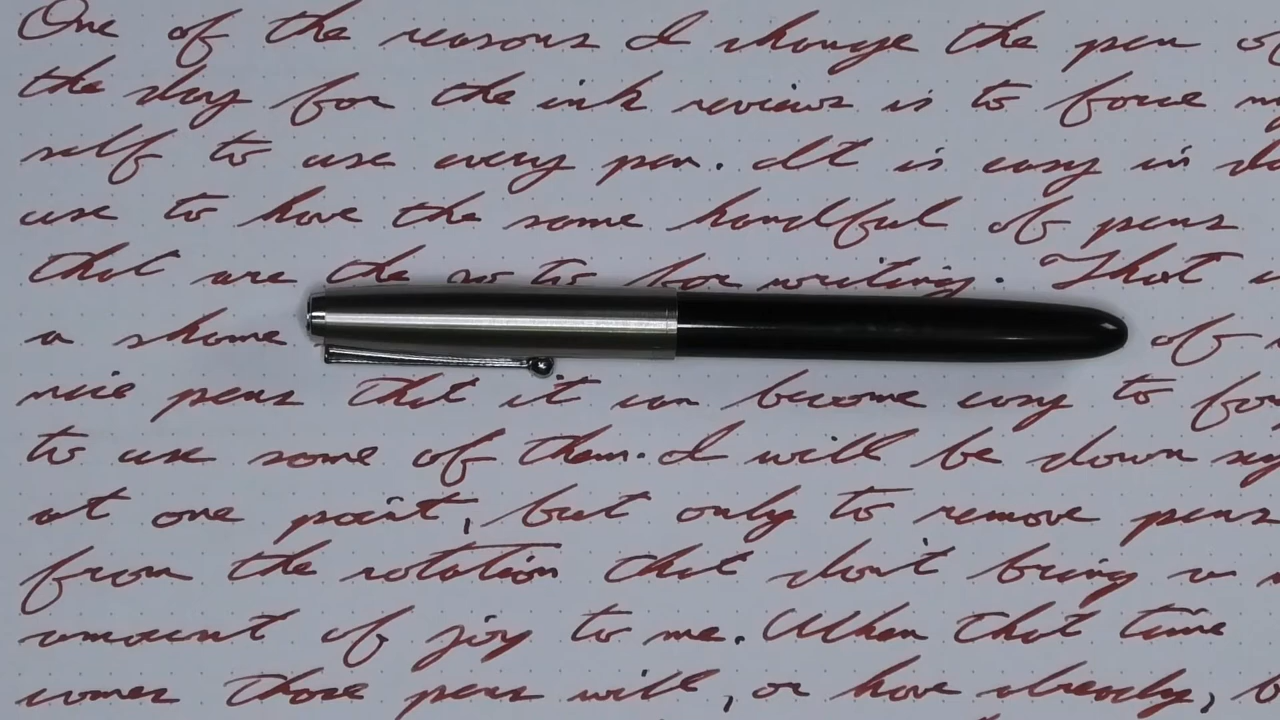 One of the reasons I change the pen of
the day for the ink reviews is to force my
self to use every pen. It is easy in
use to have the same handful of pens
that are the go to for writing. That
a shame of
nice pens that it can become easy to
to use some of them. I will be down
at one point, but only to remove pens
from the rotation that don't bring a
amount of joy to me. When that time
comes those pens will, or have already,